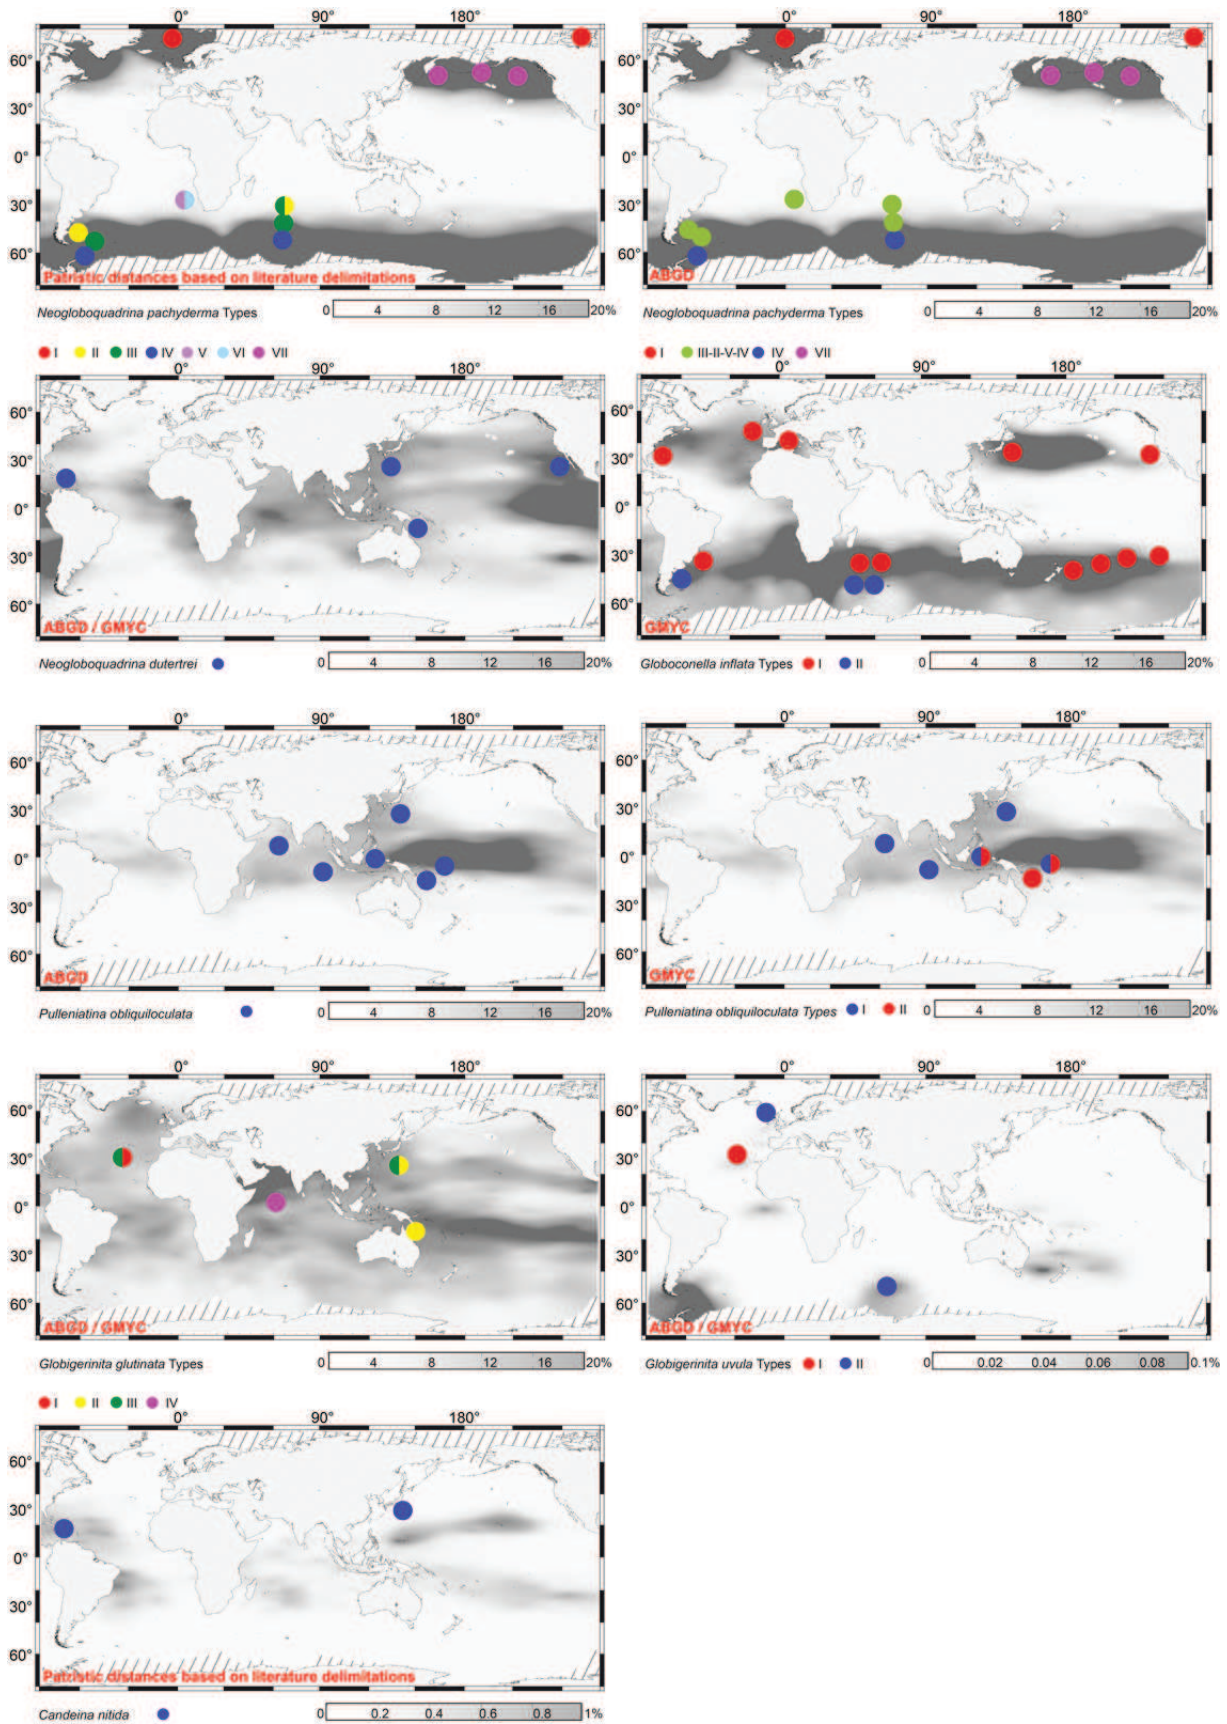 0° 90° 180°
60°
30°
0°
30°
60°
Patristic distances based on literature delimitations
Neogloboquadrina pachyderma Types 0 4 8 12 16 20%
I II III IV V VI VII
0° 90° 180°
60°
30°
0°
30°
60°
ABGD
Neogloboquadrina pachyderma Types 0 4 8 12 16 20%
I III-II-V-IV IV VII
0° 90° 180°
60°
30°
0°
30°
60°
ABGD / GMYC
Neogloboquadrina dutertrei 0 4 8 12 16 20%
0° 90° 180°
60°
30°
0°
30°
60°
GMYC
Globoconella inflata Types I II 0 4 8 12 16 20%
0° 90° 180°
60°
30°
0°
30°
60°
ABGD
Pulleniatina obliquiloculata 0 4 8 12 16 20%
0° 90° 180°
60°
30°
0°
30°
60°
GMYC
Pulleniatina obliquiloculata Types I II 0 4 8 12 16 20%
0° 90° 180°
60°
30°
0°
30°
60°
ABGD / GMYC
Globigerinita glutinata Types 0 4 8 12 16 20%
I II III IV
0° 90° 180°
60°
30°
0°
30°
60°
ABGD / GMYC
Globigerinita uvula Types I II 0 0.02 0.04 0.06 0.08 0.1%
0° 90° 180°
60°
30°
0°
30°
60°
Patristic distances based on literature delimitations
Candeina nitida 0 0.2 0.4 0.6 0.8 1%